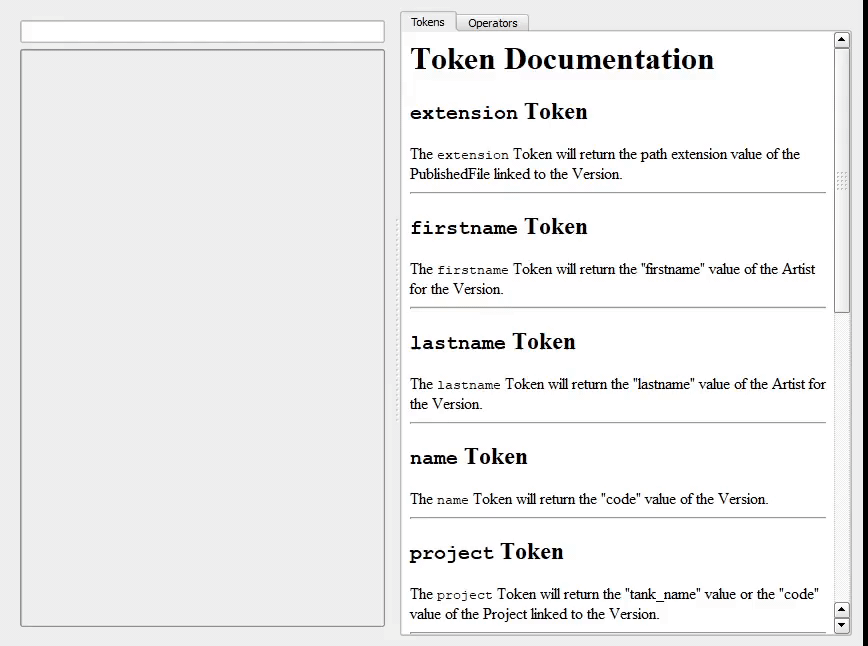 Tokens
Operators
Token Documentation
extension Token
The extension Token will return the path extension value of the
PublishedFile linked to the Version.
firstname Token
The firstname Token will return the "firstname" value of the Artist
for the Version.
lastname Token
The lastname Token will return the "lastname" value of the Artist for
the Version.
name Token
The name Token will return the "code" value of the Version.
project Token
The project Token will return the "tank_name" value or the "code"
value of the Project linked to the Version.